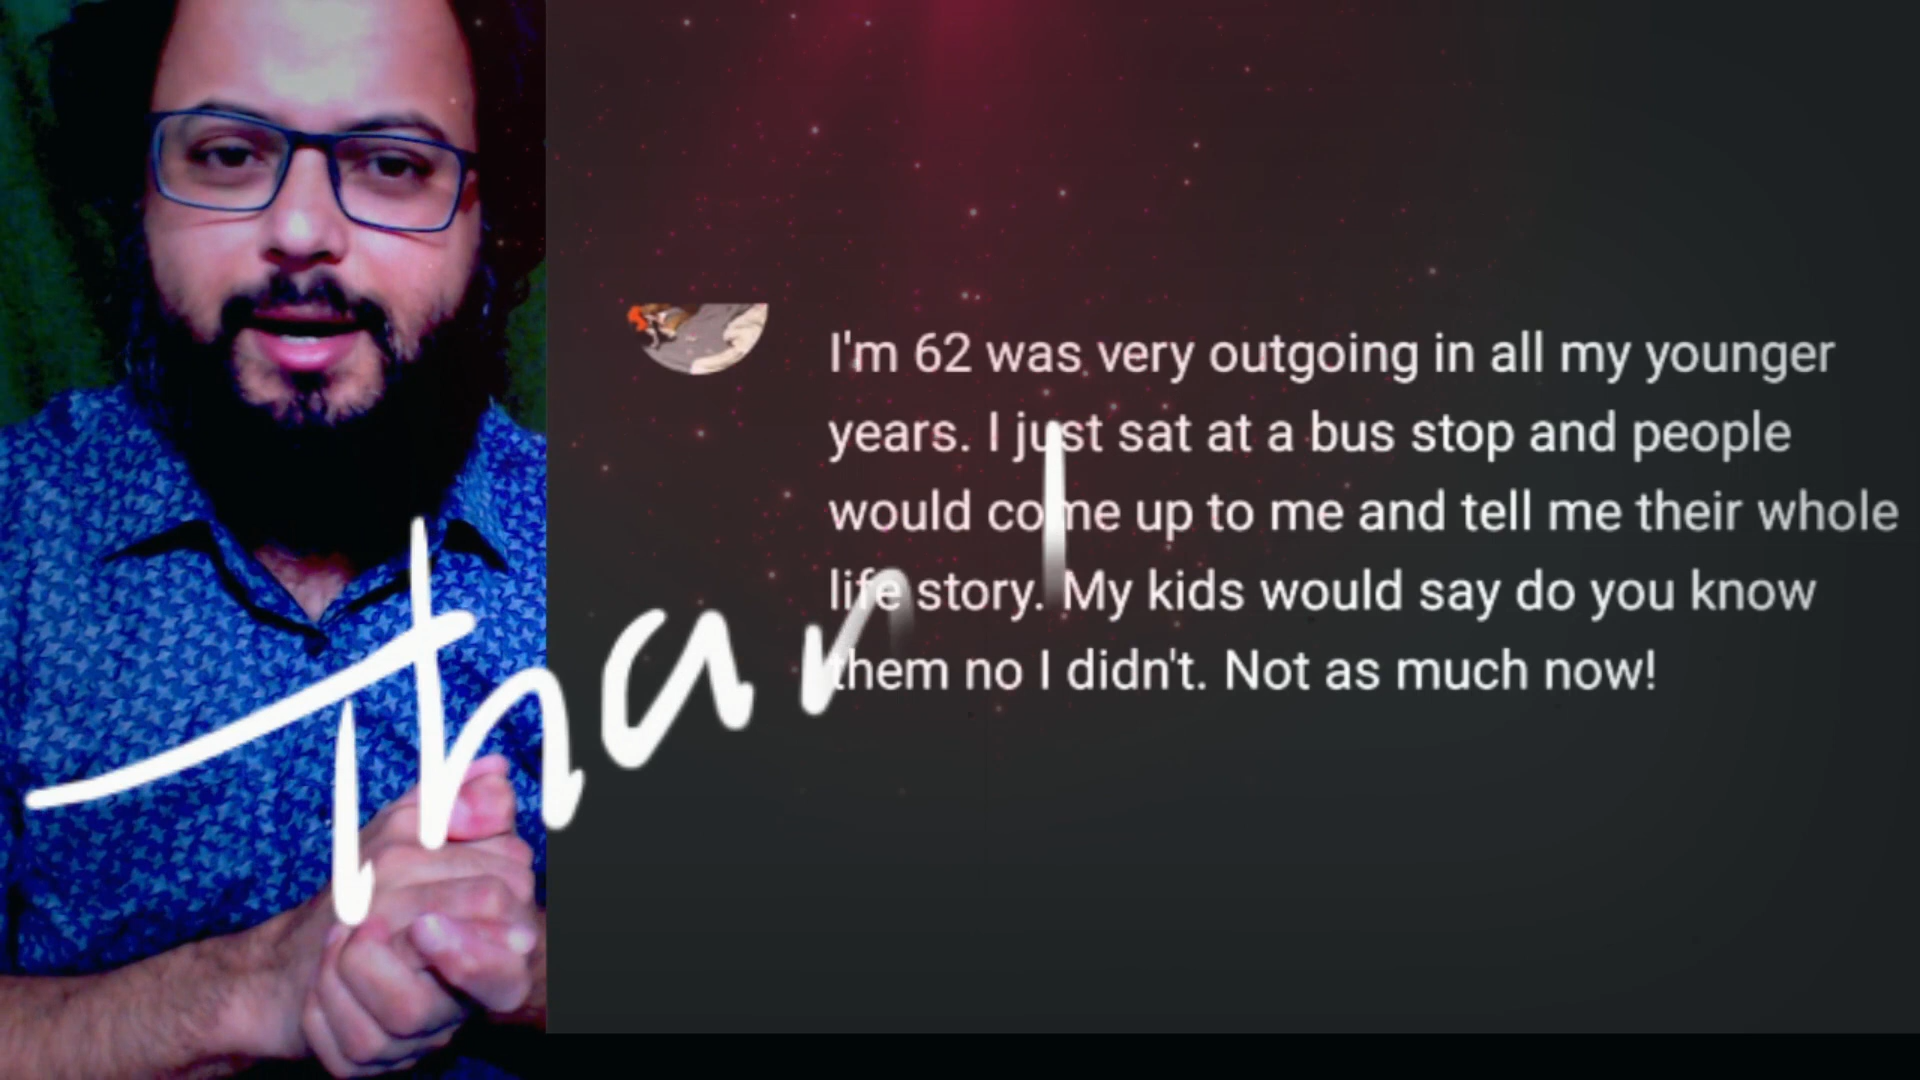 I'm 62 was very outgoing in all my younger
years. I just sat at a bus stop and people
would come up to me and tell me their whole
life story. My kids would say do you know
them no I didn't. Not as much now!
Than